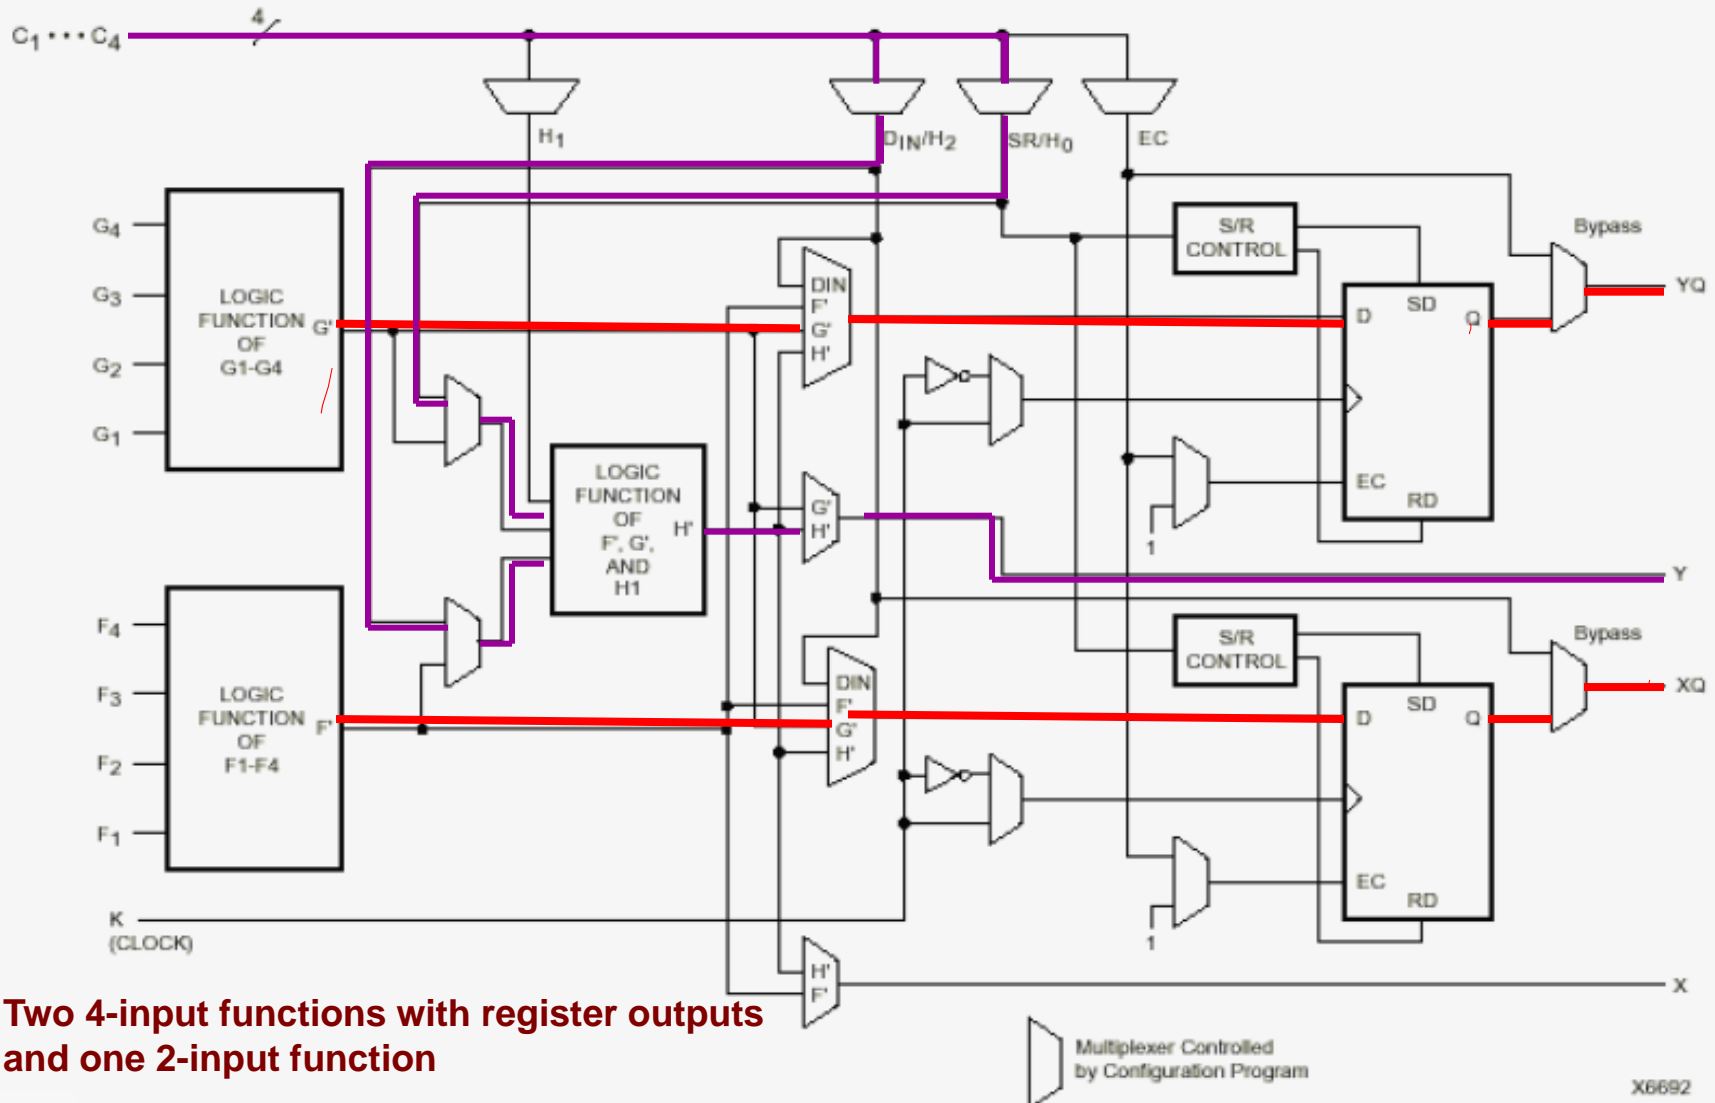 4
C1 • • • C4
H1
DIN/H2
SR/H0
EC
G4
G3
G2
G1
LOGIC
FUNCTION
OF
G1-G4
G'
DIN
F'
G'
H'
S/R
CONTROL
Bypass
YQ
D
SD
Q
EC
RD
1
LOGIC
FUNCTION
OF
F', G',
AND
H1
H'
G'
H'
Y
F4
F3
F2
F1
LOGIC
FUNCTION
OF
F1-F4
F'
DIN
F'
G'
H'
S/R
CONTROL
Bypass
XQ
D
SD
Q
EC
RD
1
K
(CLOCK)
H'
F'
X
Two 4-input functions with register outputs
and one 2-input function
Multiplexer Controlled
by Configuration Program
X6692